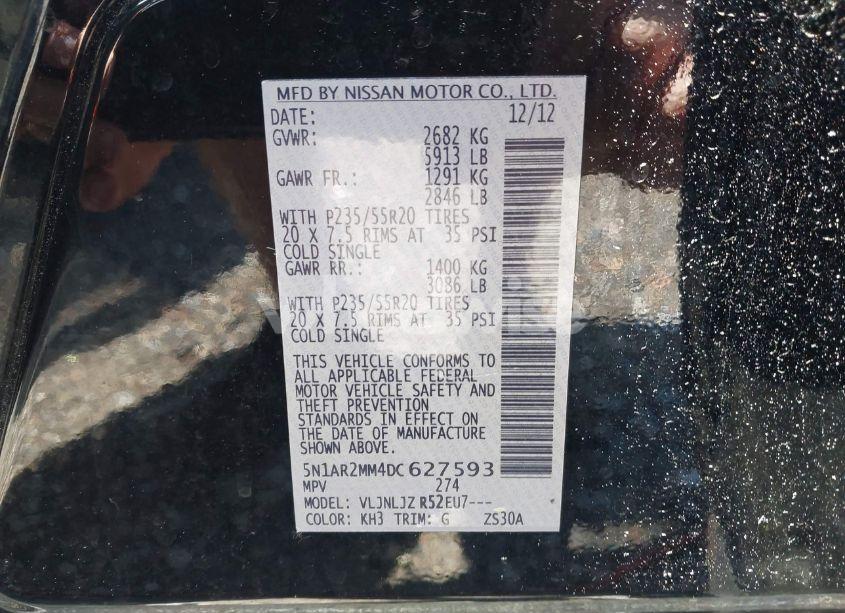 MFD BY NISSAN MOTOR CO., LTD.
DATE: 12/12
GVWR: 2682 KG
5913 LB
GAWR FR.: 1291 KG
2846 LB
WITH P235/55R20 TIRES
20 X 7.5 RIMS AT 35 PSI
COLD SINGLE
GAWR RR.: 1400 KG
3086 LB
WITH P235/55R20 TIRES
20 X 7.5 RIMS AT 35 PSI
COLD SINGLE
THIS VEHICLE CONFORMS TO
ALL APPLICABLE FEDERAL
MOTOR VEHICLE SAFETY AND
THEFT PREVENTION
STANDARDS IN EFFECT ON
THE DATE OF MANUFACTURE
SHOWN ABOVE.
5N1AR2MM4DC627593
MPV 274
MODEL: VLJNLJZ R52EU7---
COLOR: KH3 TRIM: G ZS30A